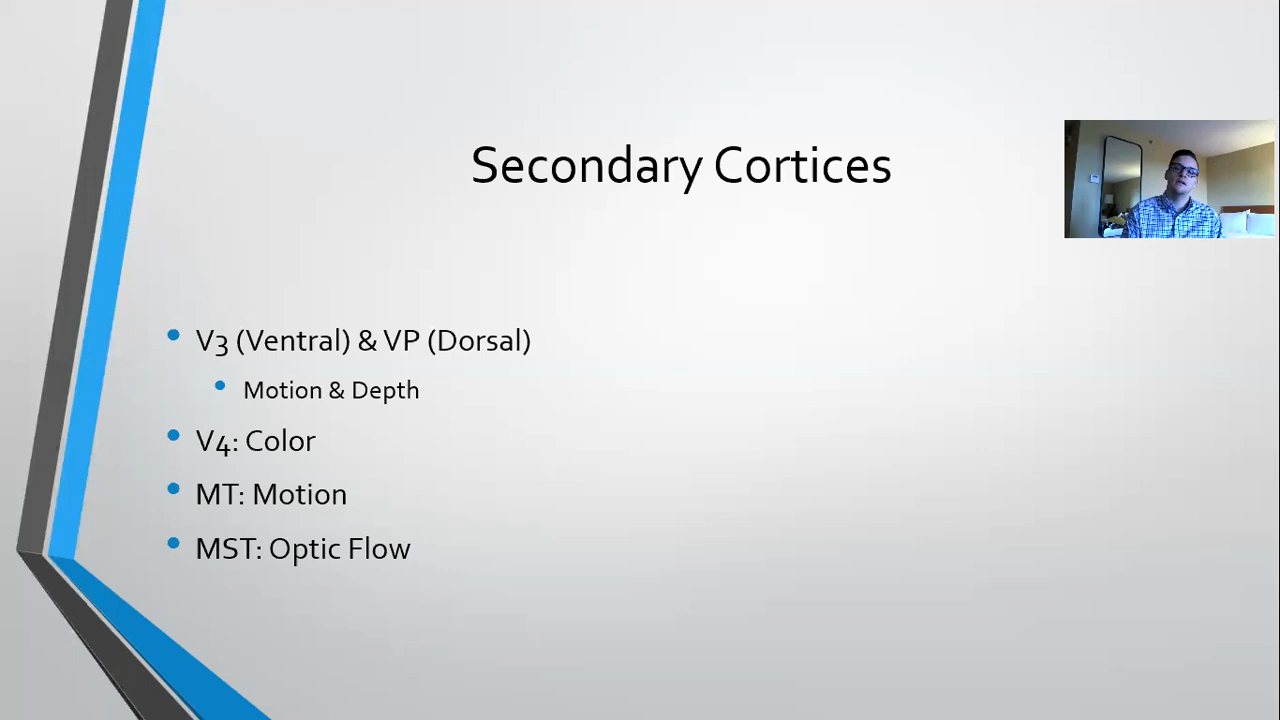 Secondary Cortices
V3 (Ventral) & VP (Dorsal)
Motion & Depth
V4: Color
MT: Motion
MST: Optic Flow